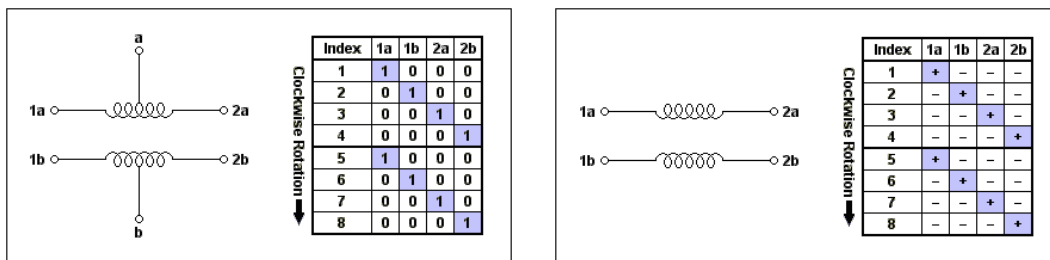 a
1a 2a
1b 2b
b
Clockwise Rotation
Index 1a 1b 2a 2b
1 1 0 0 0
2 0 1 0 0
3 0 0 1 0
4 0 0 0 1
5 1 0 0 0
6 0 1 0 0
7 0 0 1 0
8 0 0 0 1
1a 2a
1b 2b
Clockwise Rotation
Index 1a 1b 2a 2b
1 + – – –
2 – + – –
3 – – + –
4 – – – +
5 + – – –
6 – + – –
7 – – + –
8 – – – +